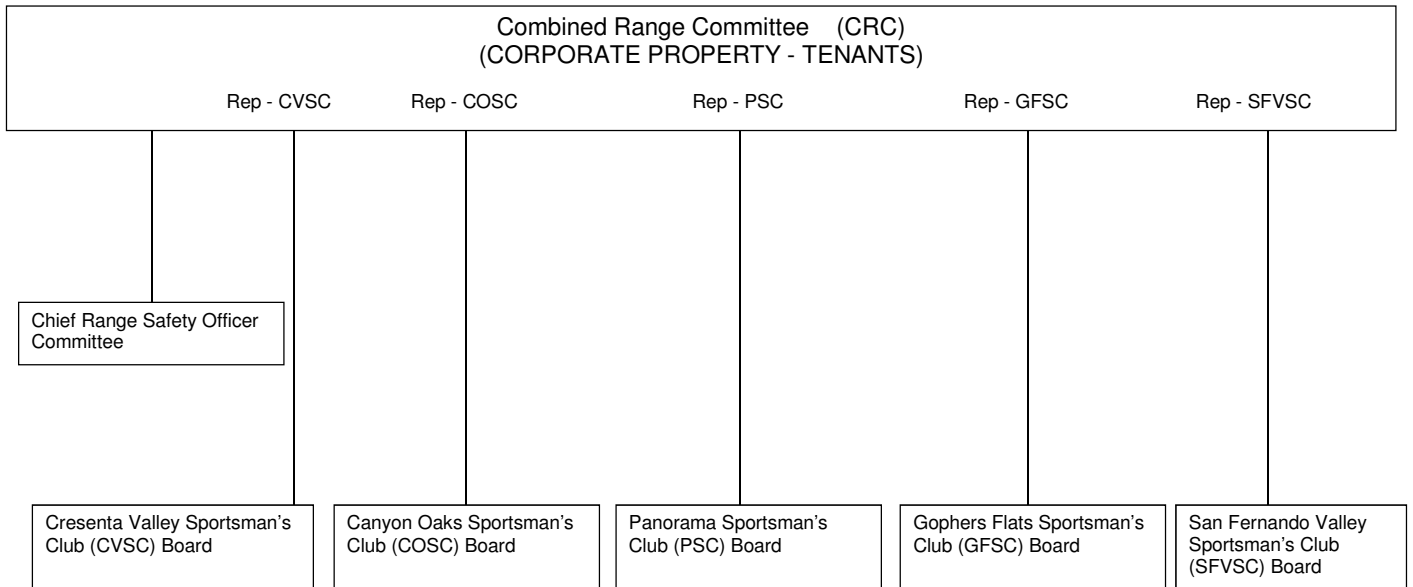 Combined Range Committee (CRC)
(CORPORATE PROPERTY - TENANTS)
Rep - CVSC Rep - COSC Rep - PSC Rep - GFSC Rep - SFVSC
Chief Range Safety Officer
Committee
Cresenta Valley Sportsman's
Club (CVSC) Board
Canyon Oaks Sportsman's
Club (COSC) Board
Panorama Sportsman's
Club (PSC) Board
Gophers Flats Sportsman's
Club (GFSC) Board
San Fernando Valley
Sportsman's Club
(SFVSC) Board